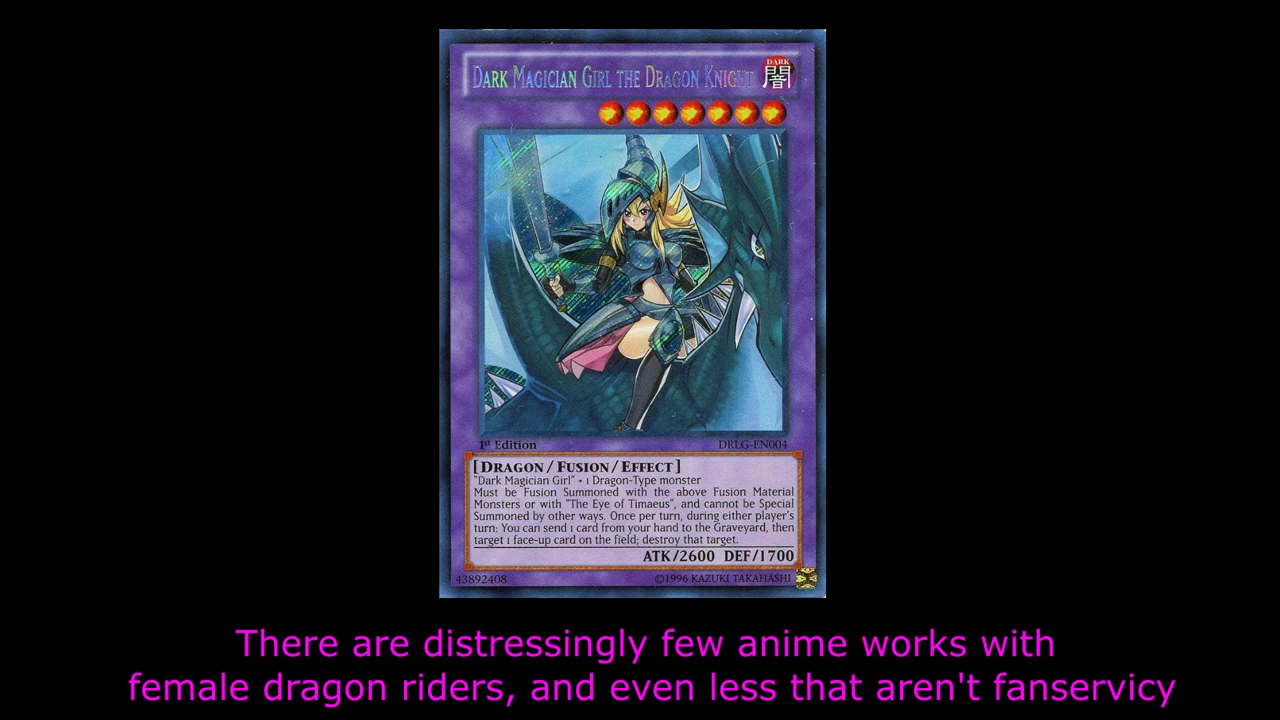 DARK MAGICIAN GIRL THE DRAGON KNIGHT
DARK
闇
1st Edition
DRLG-EN004
[DRAGON / FUSION / EFFECT]
"Dark Magician Girl" + 1 Dragon-Type monster
Must be Fusion Summoned with the above Fusion Material
Monsters or with "The Eye of Timaeus", and cannot be Special
Summoned by other ways. Once per turn, during either player's
turn: You can send 1 card from your hand to the Graveyard, then
target 1 face-up card on the field; destroy that target.
ATK/2600 DEF/1700
43892408
©1996 KAZUKI TAKAHASHI
There are distressingly few anime works with
female dragon riders, and even less that aren't fanservicy